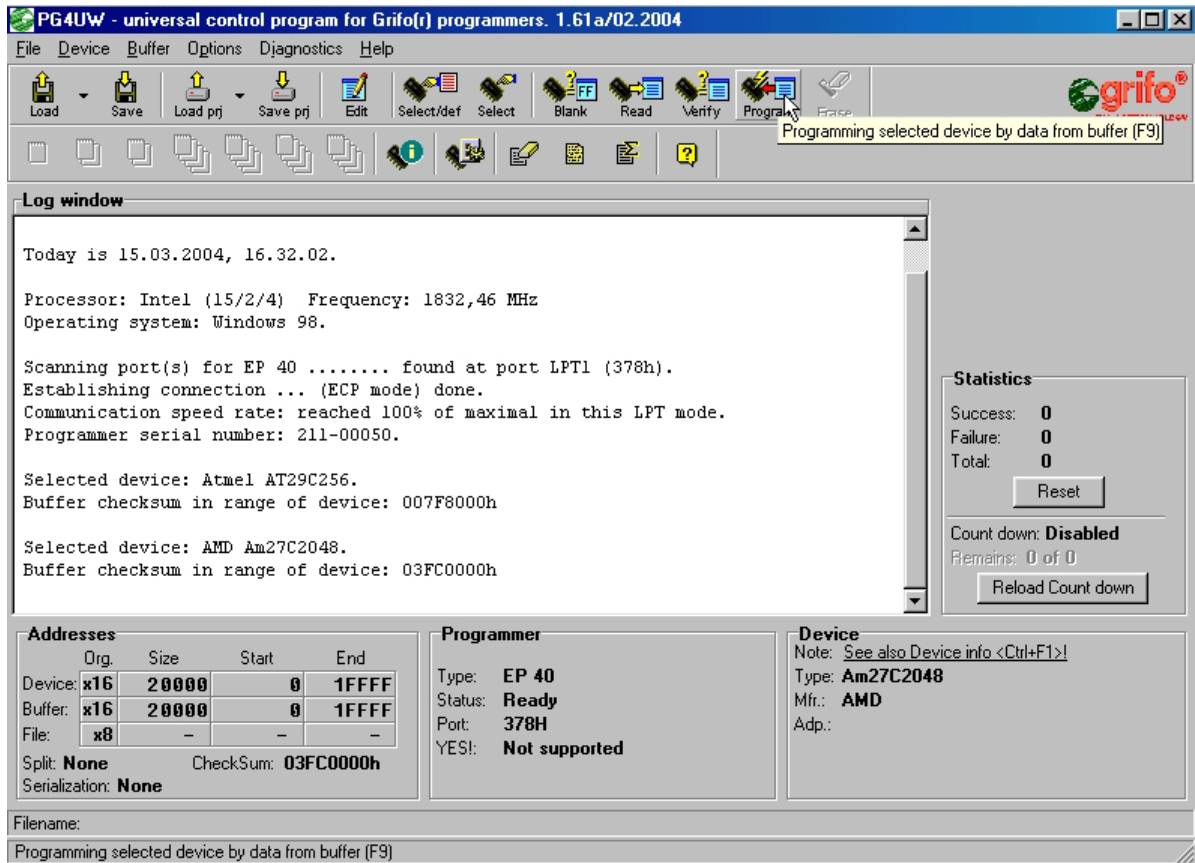 PG4UW - universal control program for Grifo(r) programmers. 1.61a/02.2004
File Device Buffer Options Diagnostics Help
Load Save Load prj Save prj Edit Select/def Select Blank Read Verify Program Erase
FF
grifo®
Programming selected device by data from buffer (F9)
Log window
Today is 15.03.2004, 16.32.02.
Processor: Intel (15/2/4) Frequency: 1832,46 MHz
Operating system: Windows 98.
Scanning port(s) for EP 40 ........ found at port LPT1 (378h).
Establishing connection ... (ECP mode) done.
Communication speed rate: reached 100% of maximal in this LPT mode.
Programmer serial number: 211-00050.
Selected device: Atmel AT29C256.
Buffer checksum in range of device: 007F8000h
Selected device: AMD Am27C2048.
Buffer checksum in range of device: 03FC0000h
Statistics
Success: 0
Failure: 0
Total: 0
Reset
Count down: Disabled
Remains: 0 of 0
Reload Count down
Addresses
Org. Size Start End
Device: x16 20000 0 1FFFF
Buffer: x16 20000 0 1FFFF
File: x8 - - -
Split: None CheckSum: 03FC0000h
Serialization: None
Programmer
Type: EP 40
Status: Ready
Port: 378H
YES!: Not supported
Device
Note: See also Device info <Ctrl+F1>!
Type: Am27C2048
Mfr.: AMD
Adp.:
Filename:
Programming selected device by data from buffer (F9)